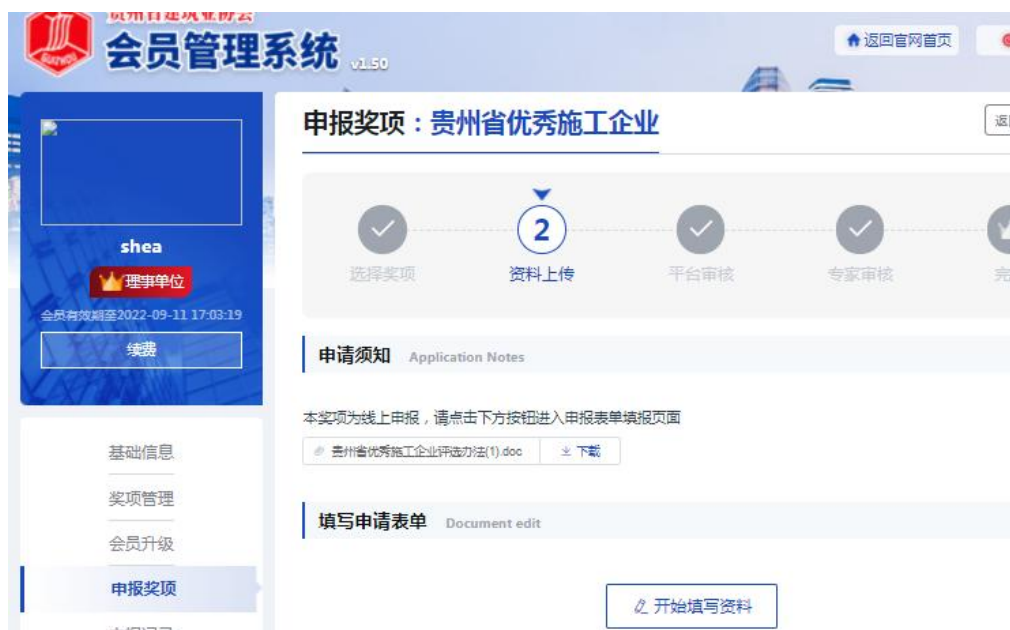 会员管理系统 v1.50
返回官网首页
申报奖项：贵州省优秀施工企业
2
选择奖项
资料上传
平台审核
专家审核
shea
理事单位
会员有效期至2022-09-11 17:03:19
续费
申请须知 Application Notes
本奖项为线上申报，请点击下方按钮进入申报表单填报页面
贵州省优秀施工企业评选办法(1).doc 下载
基础信息
奖项管理
会员升级
申报奖项
填写申请表单 Document edit
开始填写资料